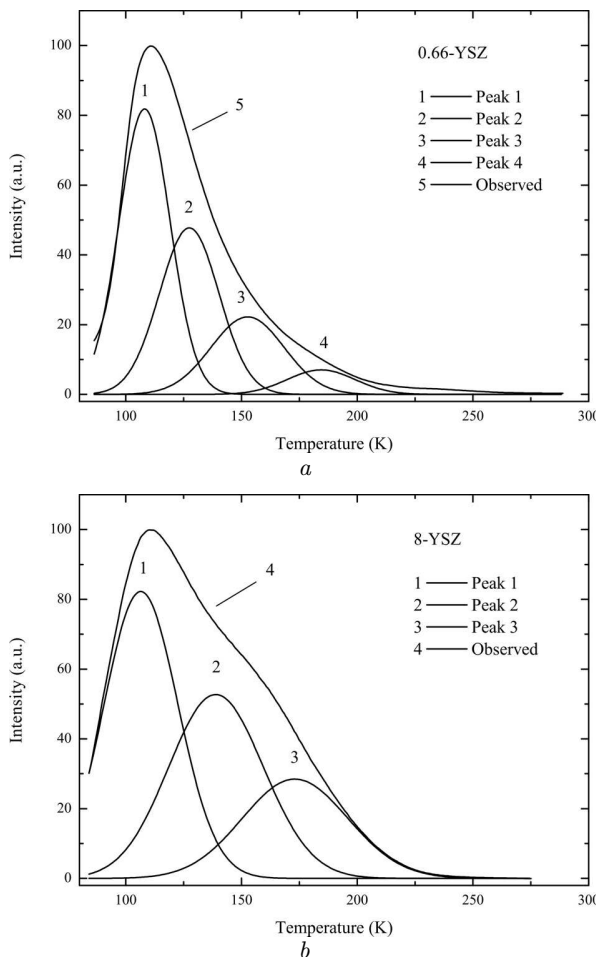 0.66-YSZ
1 Peak 1
2 Peak 2
3 Peak 3
4 Peak 4
5 Observed
100
80
60
40
20
0
Intensity (a.u.)
1
5
2
3
4
100 150 200 250 300
Temperature (K)
a
8-YSZ
1 Peak 1
2 Peak 2
3 Peak 3
4 Observed
100
80
60
40
20
0
Intensity (a.u.)
1
4
2
3
100 150 200 250 300
Temperature (K)
b